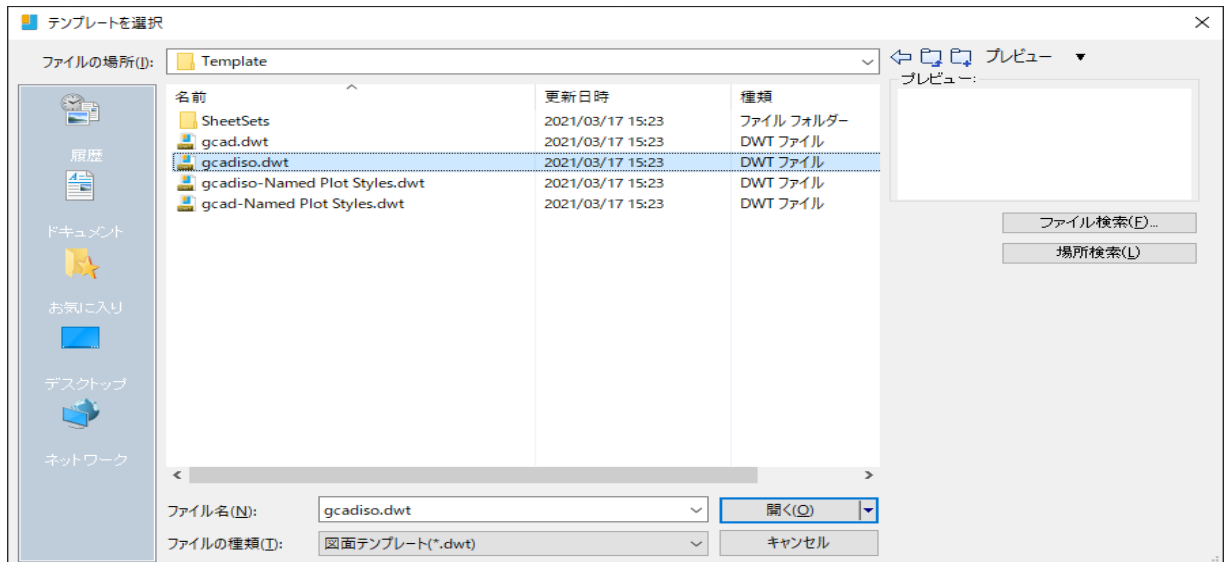 テンプレートを選択
ファイルの場所(I):
Template
プレビュー
プレビュー:
名前 更新日時 種類
SheetSets 2021/03/17 15:23 ファイル フォルダー
gcad.dwt 2021/03/17 15:23 DWT ファイル
gcadiso.dwt 2021/03/17 15:23 DWT ファイル
gcadiso-Named Plot Styles.dwt 2021/03/17 15:23 DWT ファイル
gcad-Named Plot Styles.dwt 2021/03/17 15:23 DWT ファイル
履歴
ドキュメント
お気に入り
デスクトップ
ネットワーク
ファイル検索(F)...
場所検索(L)
ファイル名(N): gcadiso.dwt 開く(O)
ファイルの種類(T): 図面テンプレート(*.dwt) キャンセル